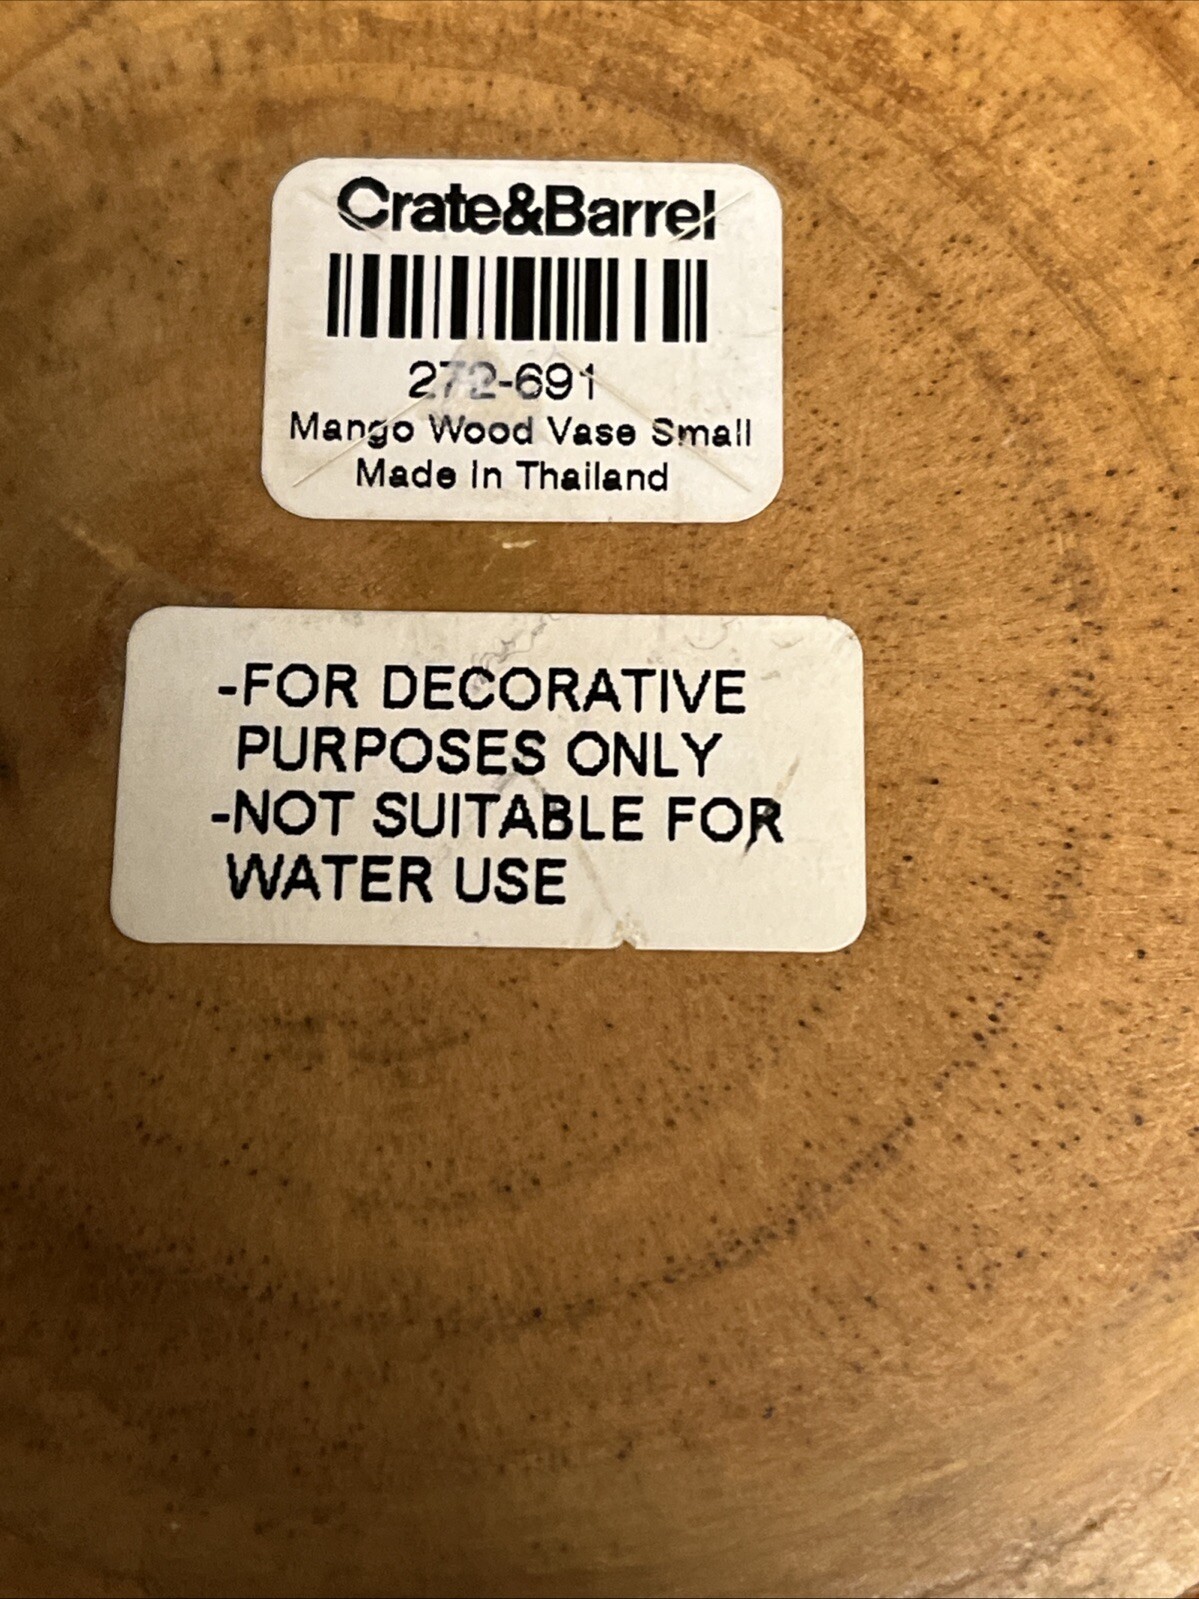 Crate&Barrel
272-691
Mango Wood Vase Small
Made In Thailand
-FOR DECORATIVE
PURPOSES ONLY
-NOT SUITABLE FOR
WATER USE